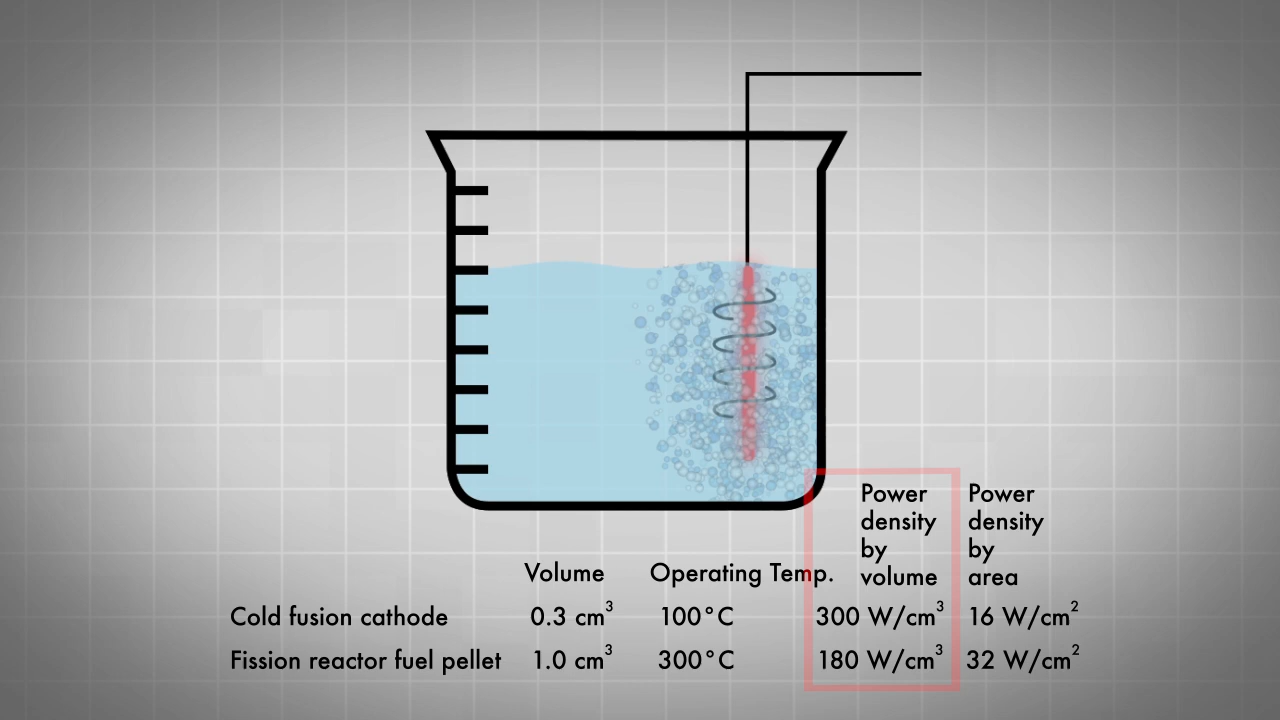 Power density by volume
Power density by area
Volume
Operating Temp.
Cold fusion cathode 0.3 cm³ 100°C 300 W/cm³ 16 W/cm²
Fission reactor fuel pellet 1.0 cm³ 300°C 180 W/cm³ 32 W/cm²